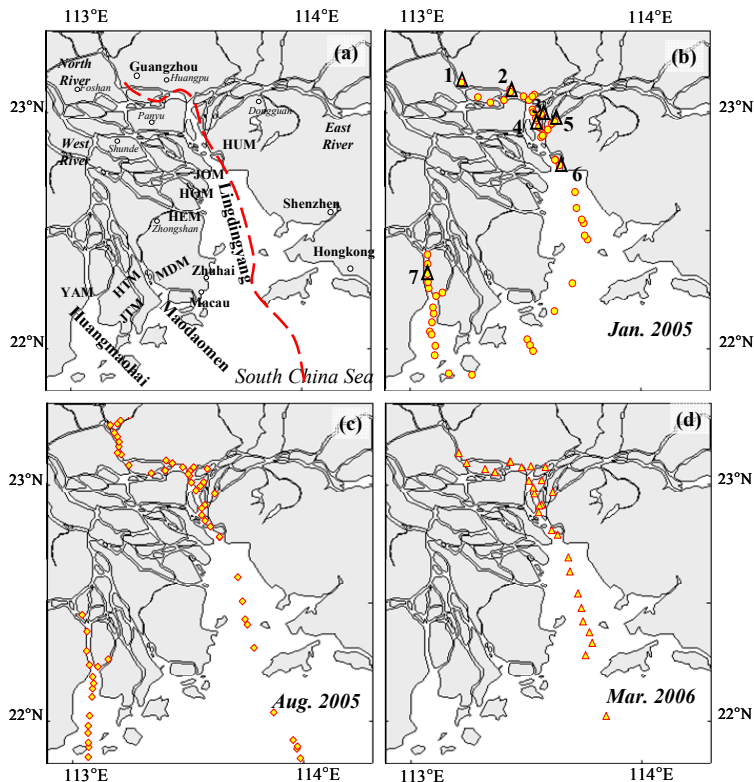 113°E 114°E 113°E 114°E
(a)
North
River
Guangzhou
Huangpu
Foshan
Panyu
Dongguan
East
River
West
River
Shunde
HUM
JOM
HQM
HEM
Zhongshan
Lingdingyang
Shenzhen
Hongkong
HTM
MDM
Zhuhai
YAM
JTM
Macau
Huangmaohai
Maodaomen
South China Sea
(b)
1
2
3
4
5
6
7
23°N
22°N
Jan. 2005
(c)
23°N
22°N
Aug. 2005
(d)
23°N
22°N
Mar. 2006
113°E 114°E 113°E 114°E